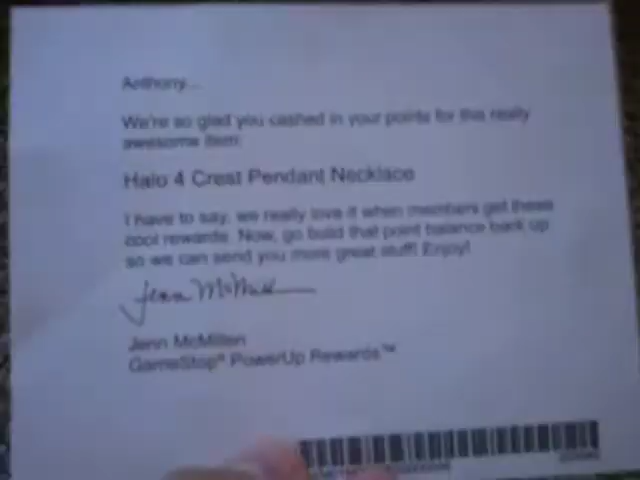 Anthony...
We're so glad you cashed in your points for this really
awesome item:
Halo 4 Crest Pendant Necklace
I have to say, we really love it when members get these
cool rewards. Now, go build that point balance back up
so we can send you more great stuff! Enjoy!
Jenn McMillen
Jenn McMillen
GameStop® PowerUp Rewards™